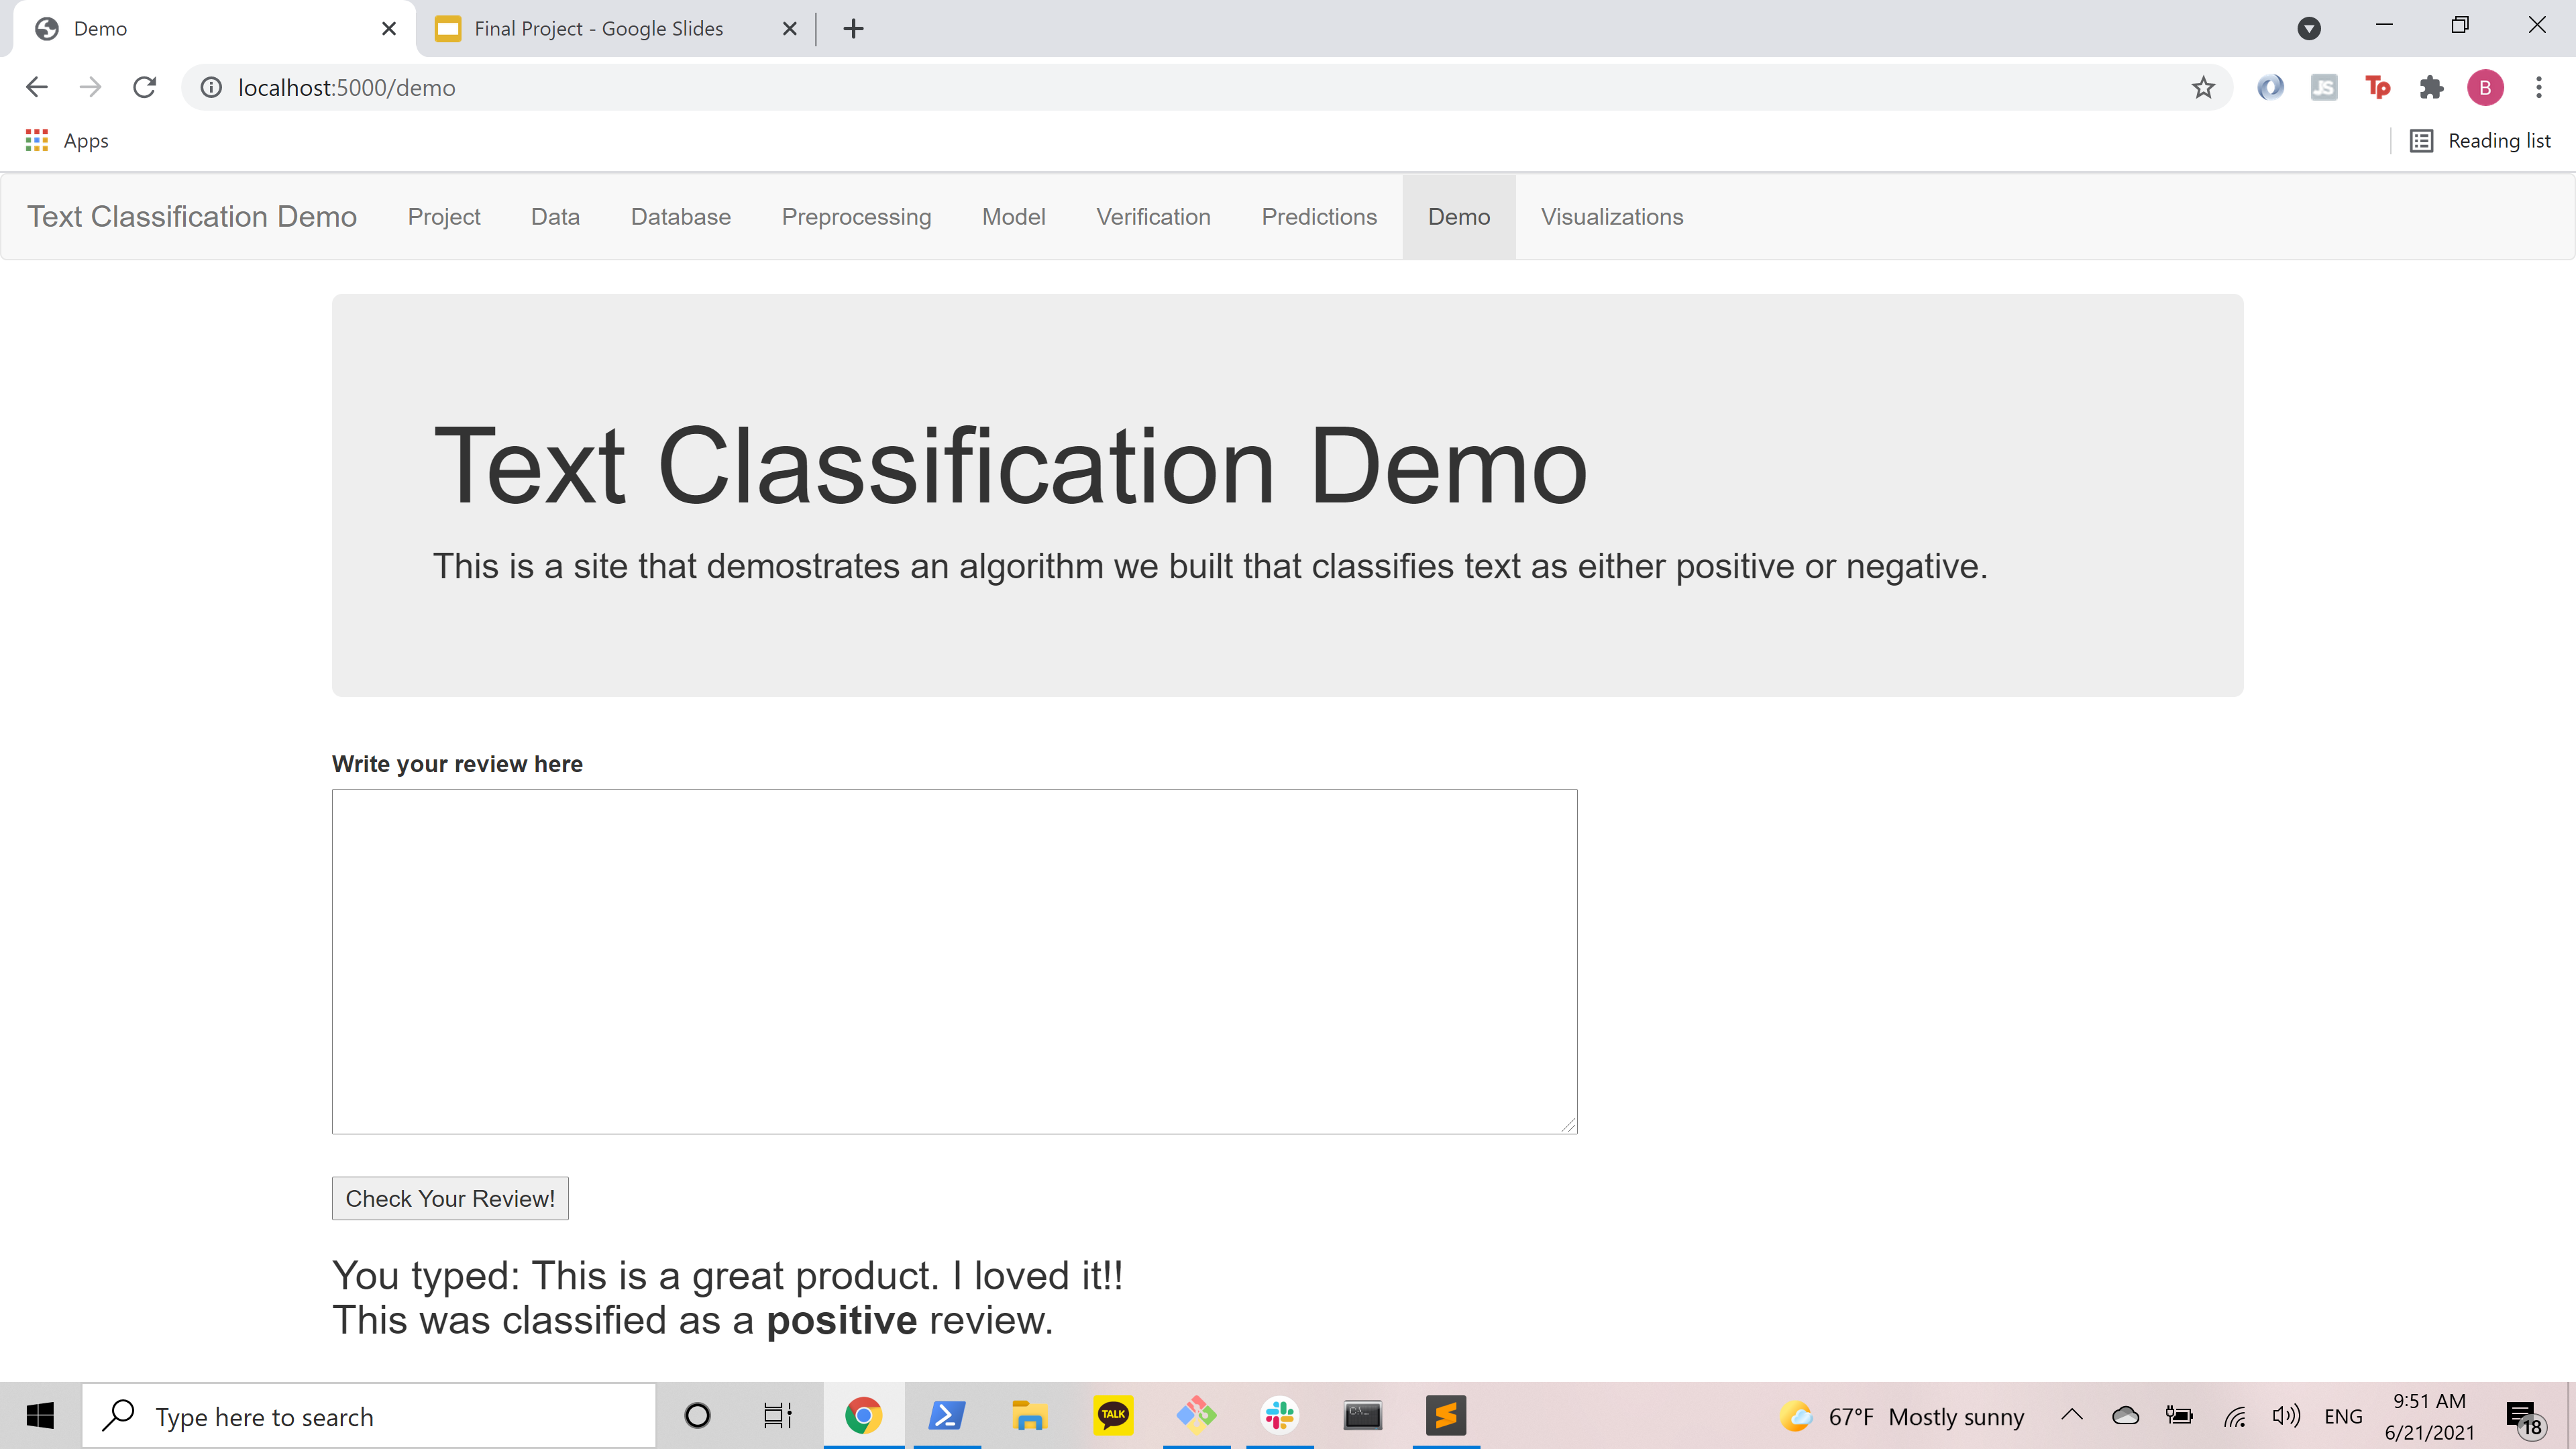 Demo
Final Project - Google Slides
localhost:5000/demo
JS
Tp
B
Apps
Reading list
Text Classification Demo Project Data Database Preprocessing Model Verification Predictions Demo Visualizations
Text Classification Demo
This is a site that demostrates an algorithm we built that classifies text as either positive or negative.
Write your review here
Check Your Review!
You typed: This is a great product. I loved it!!
This was classified as a positive review.
Type here to search
TALK
67°F Mostly sunny
ENG
9:51 AM
6/21/2021
18